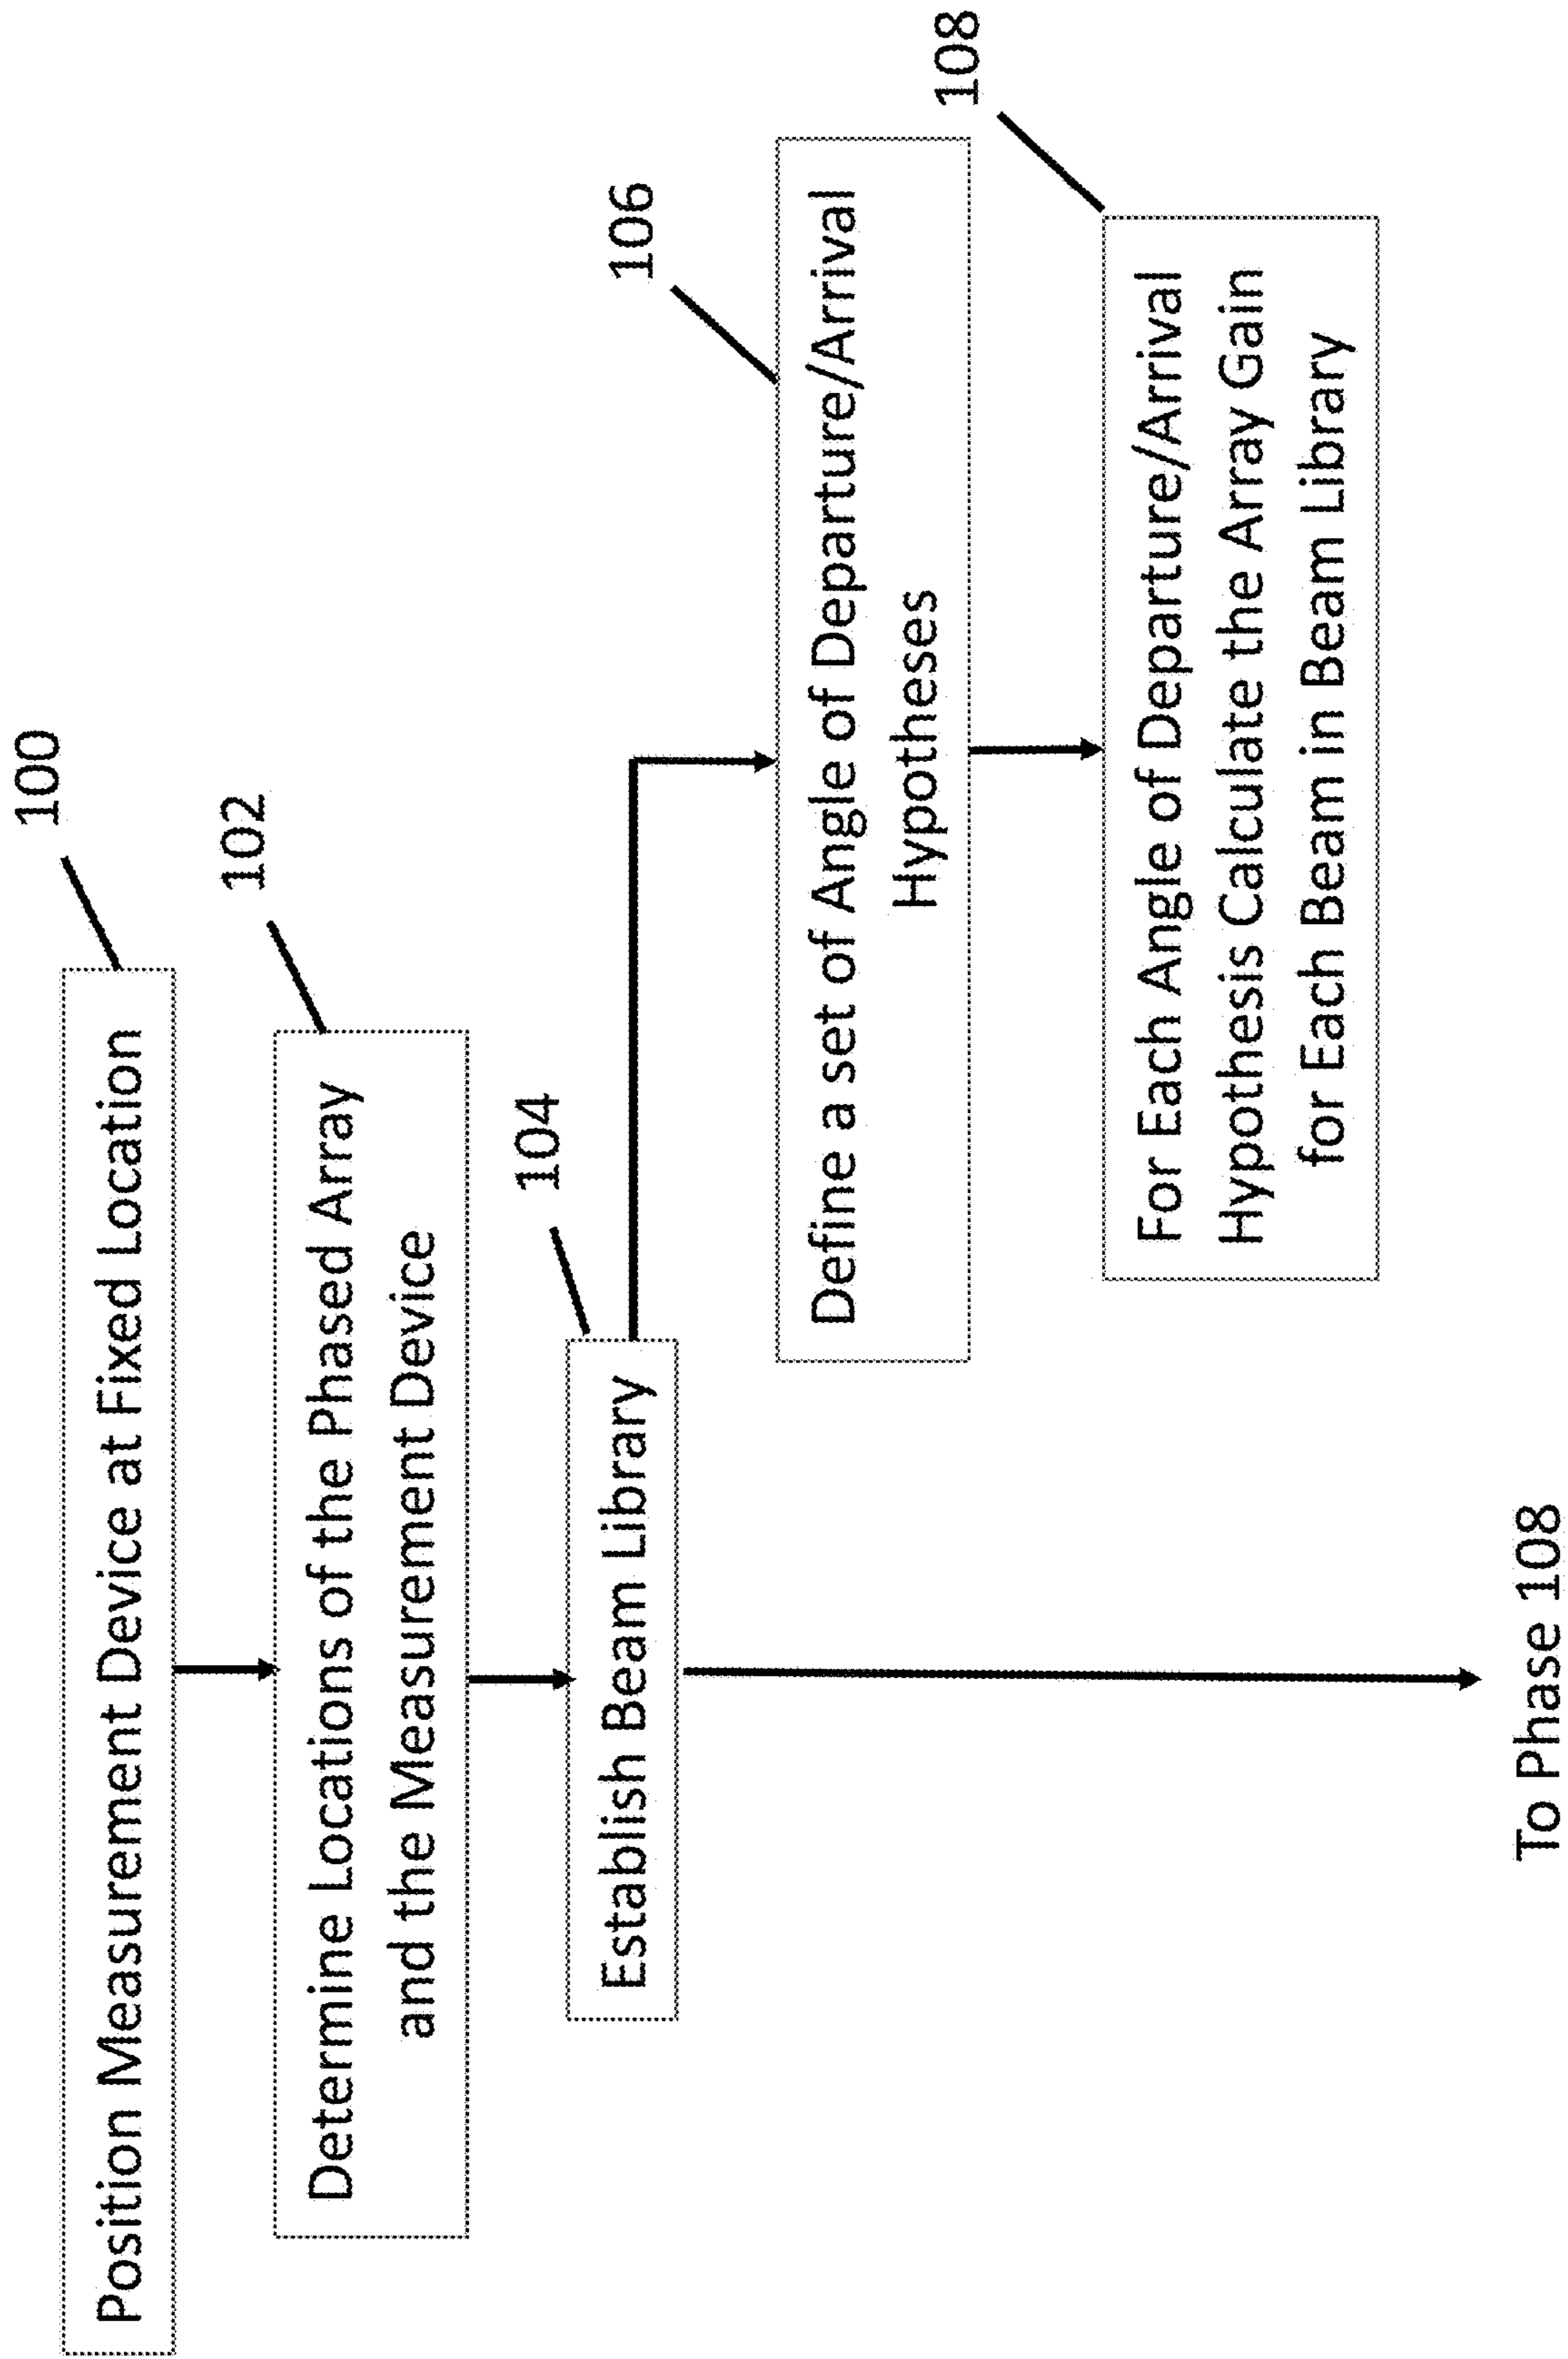 100
Position Measurement Device at Fixed Location
102
Determine Locations of the Phased Array
and the Measurement Device
104
Establish Beam Library
106
Define a set of Angle of Departure/Arrival
Hypotheses
108
For Each Angle of Departure/Arrival
Hypothesis Calculate the Array Gain
for Each Beam in Beam Library
To Phase 108